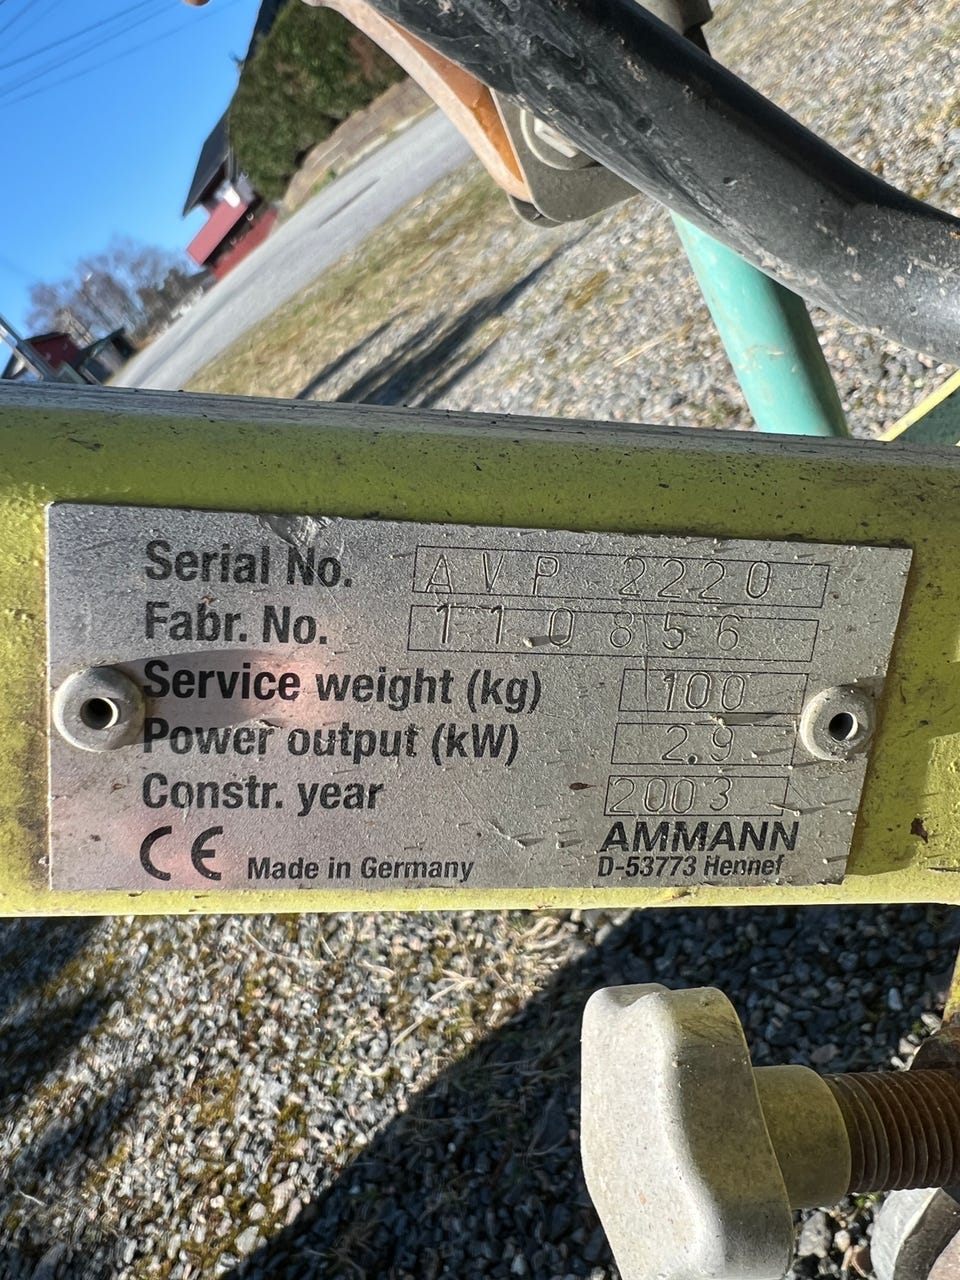 Serial No. AVP 2220
Fabr. No. 110856
Service weight (kg) 100
Power output (kW) 2.9
Constr. year 2003
CE Made in Germany AMMANN
D-53773 Hennef